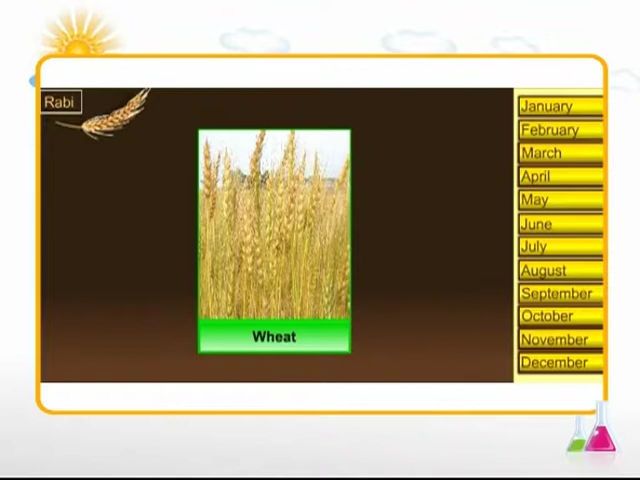 Rabi
Wheat
January
February
March
April
May
June
July
August
September
October
November
December